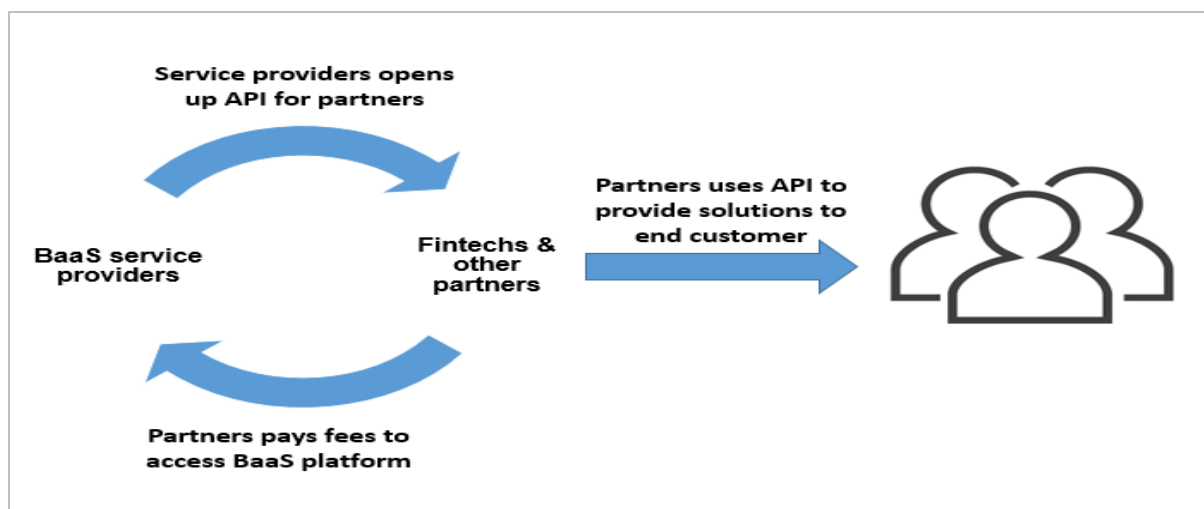 Service providers opens
up API for partners
BaaS service
providers
Fintechs &
other
partners
Partners uses API to
provide solutions to
end customer
Partners pays fees to
access BaaS platform